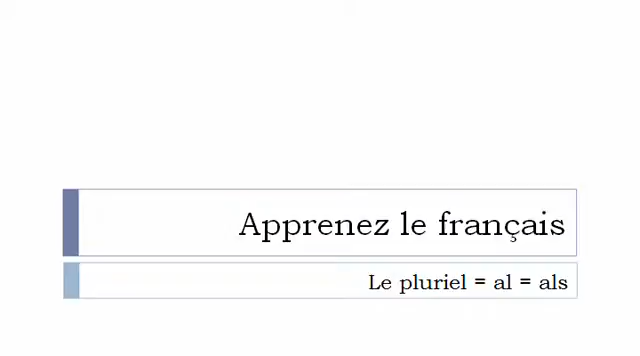 Apprenez le français
Le pluriel = al = als